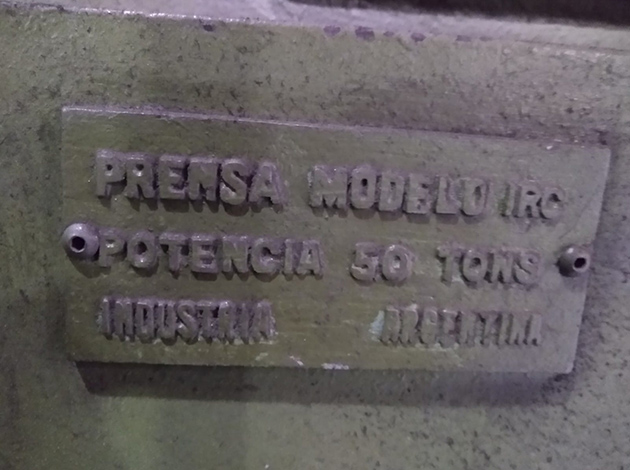 PRENSA MODELO IRC
POTENCIA 50 TONS
INDUSTRIA ARGENTINA